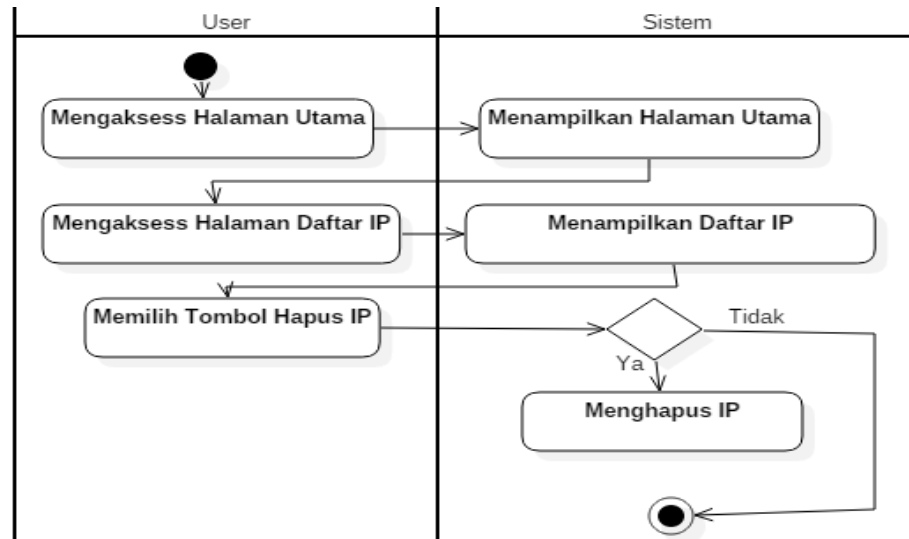 User
Sistem
Mengaksess Halaman Utama
Menampilkan Halaman Utama
Mengaksess Halaman Daftar IP
Menampilkan Daftar IP
Memilih Tombol Hapus IP
Tidak
Ya
Menghapus IP